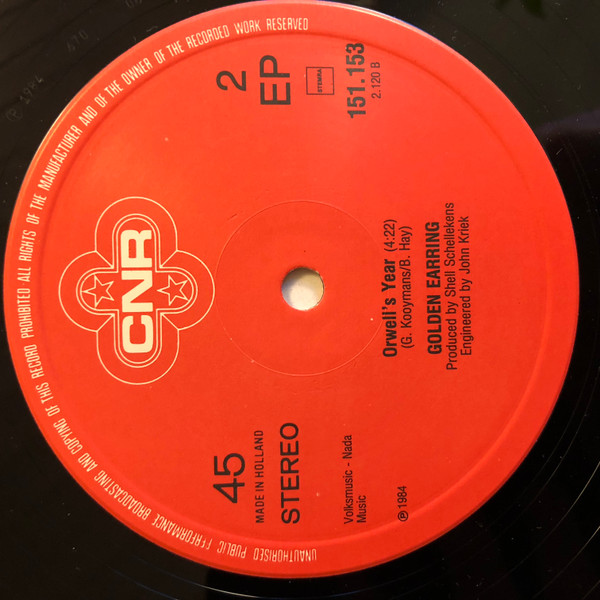 UNAUTHORISED PUBLIC PERFORMANCE BROADCASTING AND COPYING OF THIS RECORD PROHIBITED ALL RIGHTS OF THE MANUFACTURER AND OF THE OWNER OF THE RECORDED WORK RESERVED
CNR
45
MADE IN HOLLAND
STEREO
2
EP
STEMRA
151.153
2.120 B
Volksmusic - Nada
Music
℗ 1984
Orwell's Year (4:22)
(G. Kooymans/B. Hay)
GOLDEN EARRING
Produced by Shell Schellekens
Engineered by John Kriek